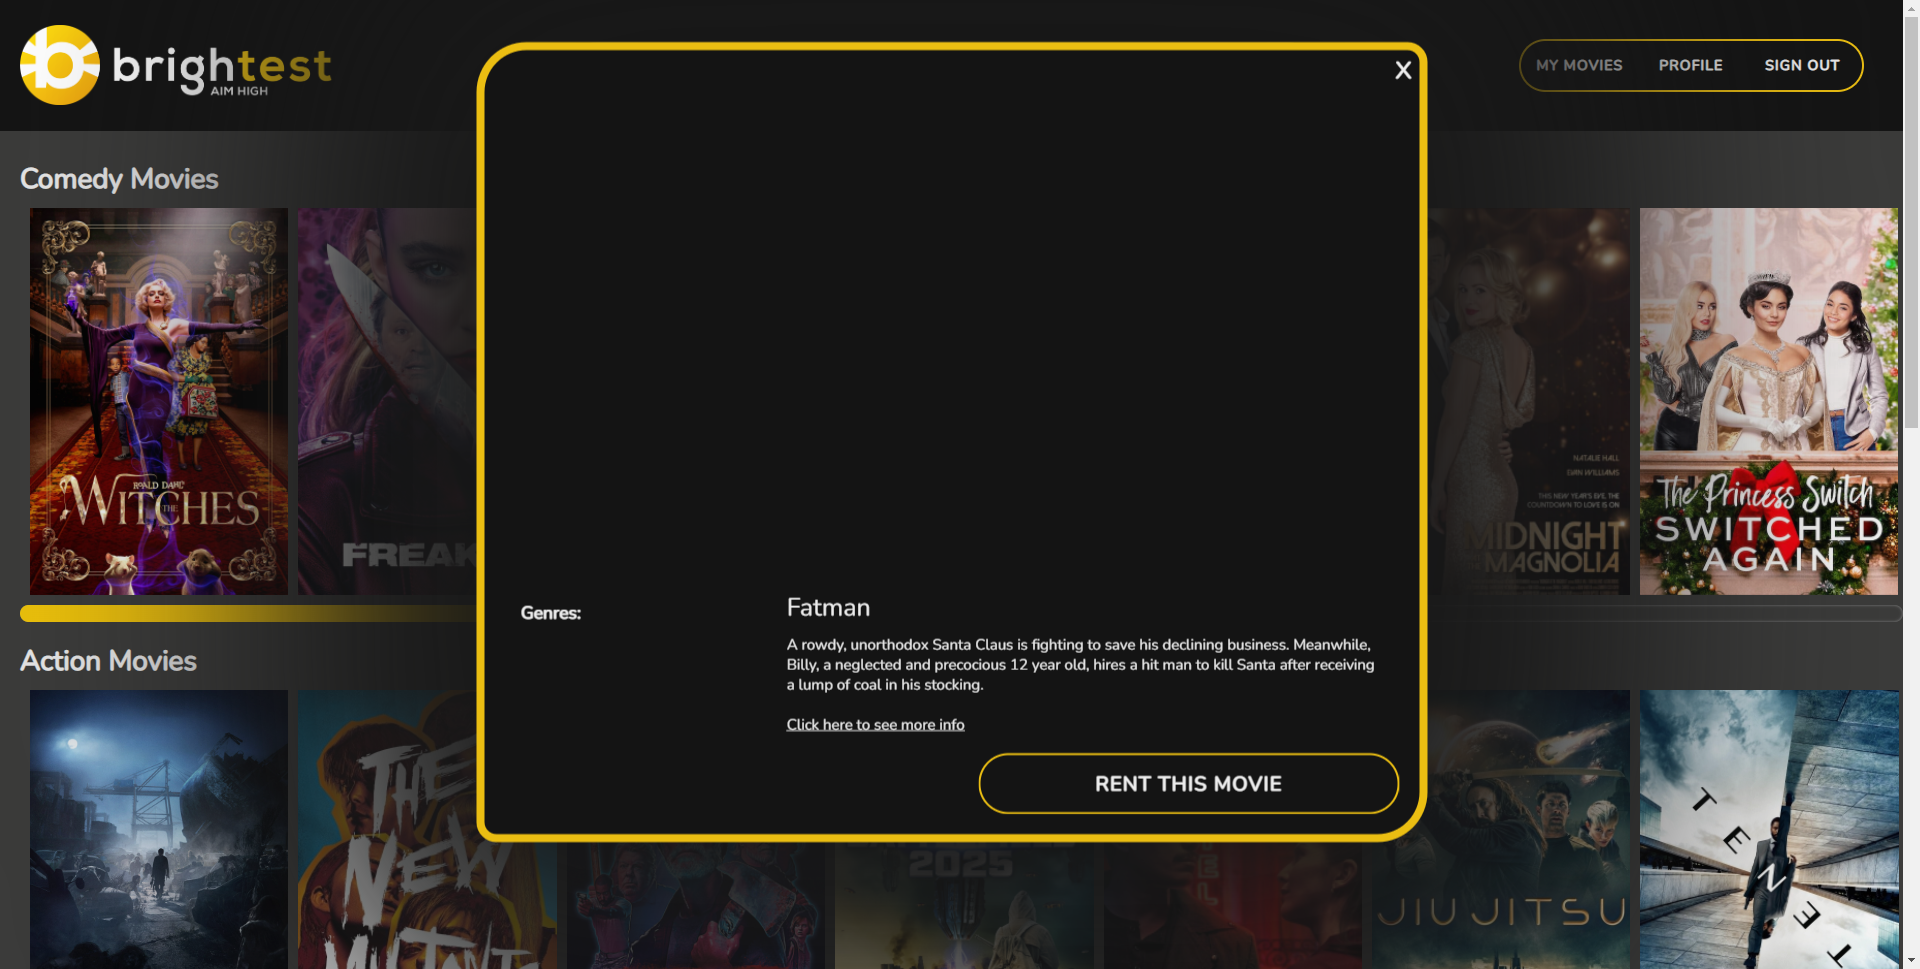 brightest
AIM HIGH
MY MOVIES
PROFILE
SIGN OUT
X
Comedy Movies
ROALD DAHL'S
THE
WITCHES
FREAK
NATALIE HALL
EVAN WILLIAMS
THIS NEW YEAR'S EVE, THE
COUNTDOWN TO LOVE IS ON
MIDNIGHT
MAGNOLIA
The Princess Switch
SWITCHED
AGAIN
Genres:
Fatman
A rowdy, unorthodox Santa Claus is fighting to save his declining business. Meanwhile,
Billy, a neglected and precocious 12 year old, hires a hit man to kill Santa after receiving
a lump of coal in his stocking.
Click here to see more info
RENT THIS MOVIE
Action Movies
THE
NEW
MUTANT
2025
JIU JITSU
TENET